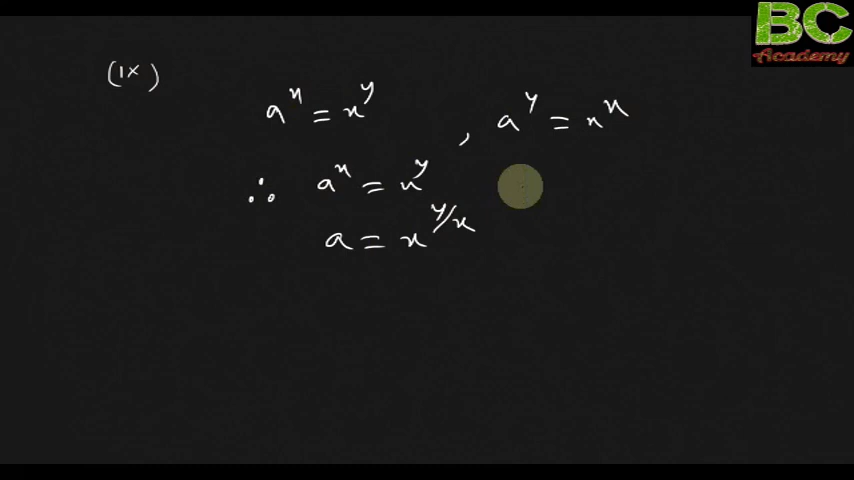 BC
Academy
(ix)
a^x = x^y , a^y = x^x
∴ a^x = x^y
a = x^{y/x}